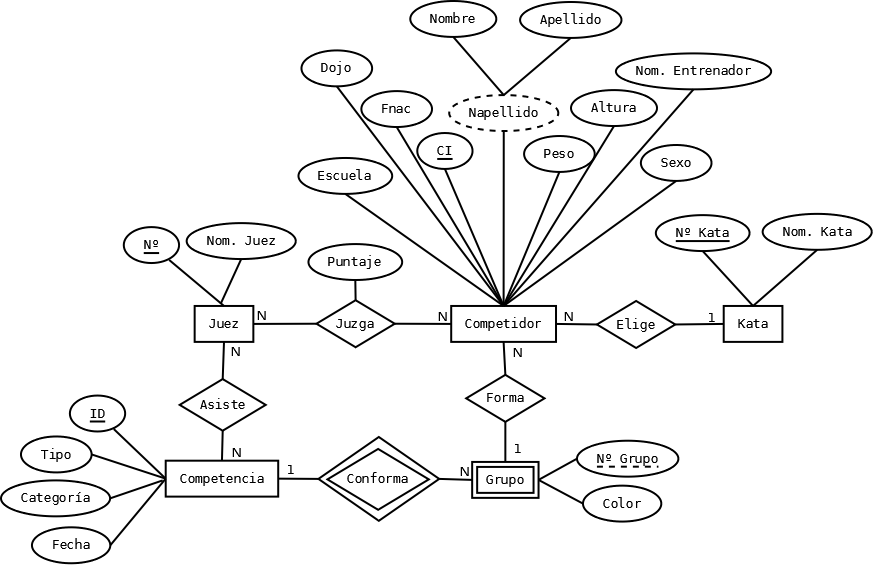 Nombre
Apellido
Dojo
Nom. Entrenador
Fnac
Napellido
Altura
CI
Peso
Sexo
Escuela
Nº
Nom. Juez
Puntaje
Nº Kata
Nom. Kata
Juez
N
Juzga
N
Competidor
N
Elige
1
Kata
N
N
Asiste
Forma
ID
Tipo
N
1
Categoría
Competencia
1
Conforma
N
Grupo
Nº Grupo
Color
Fecha